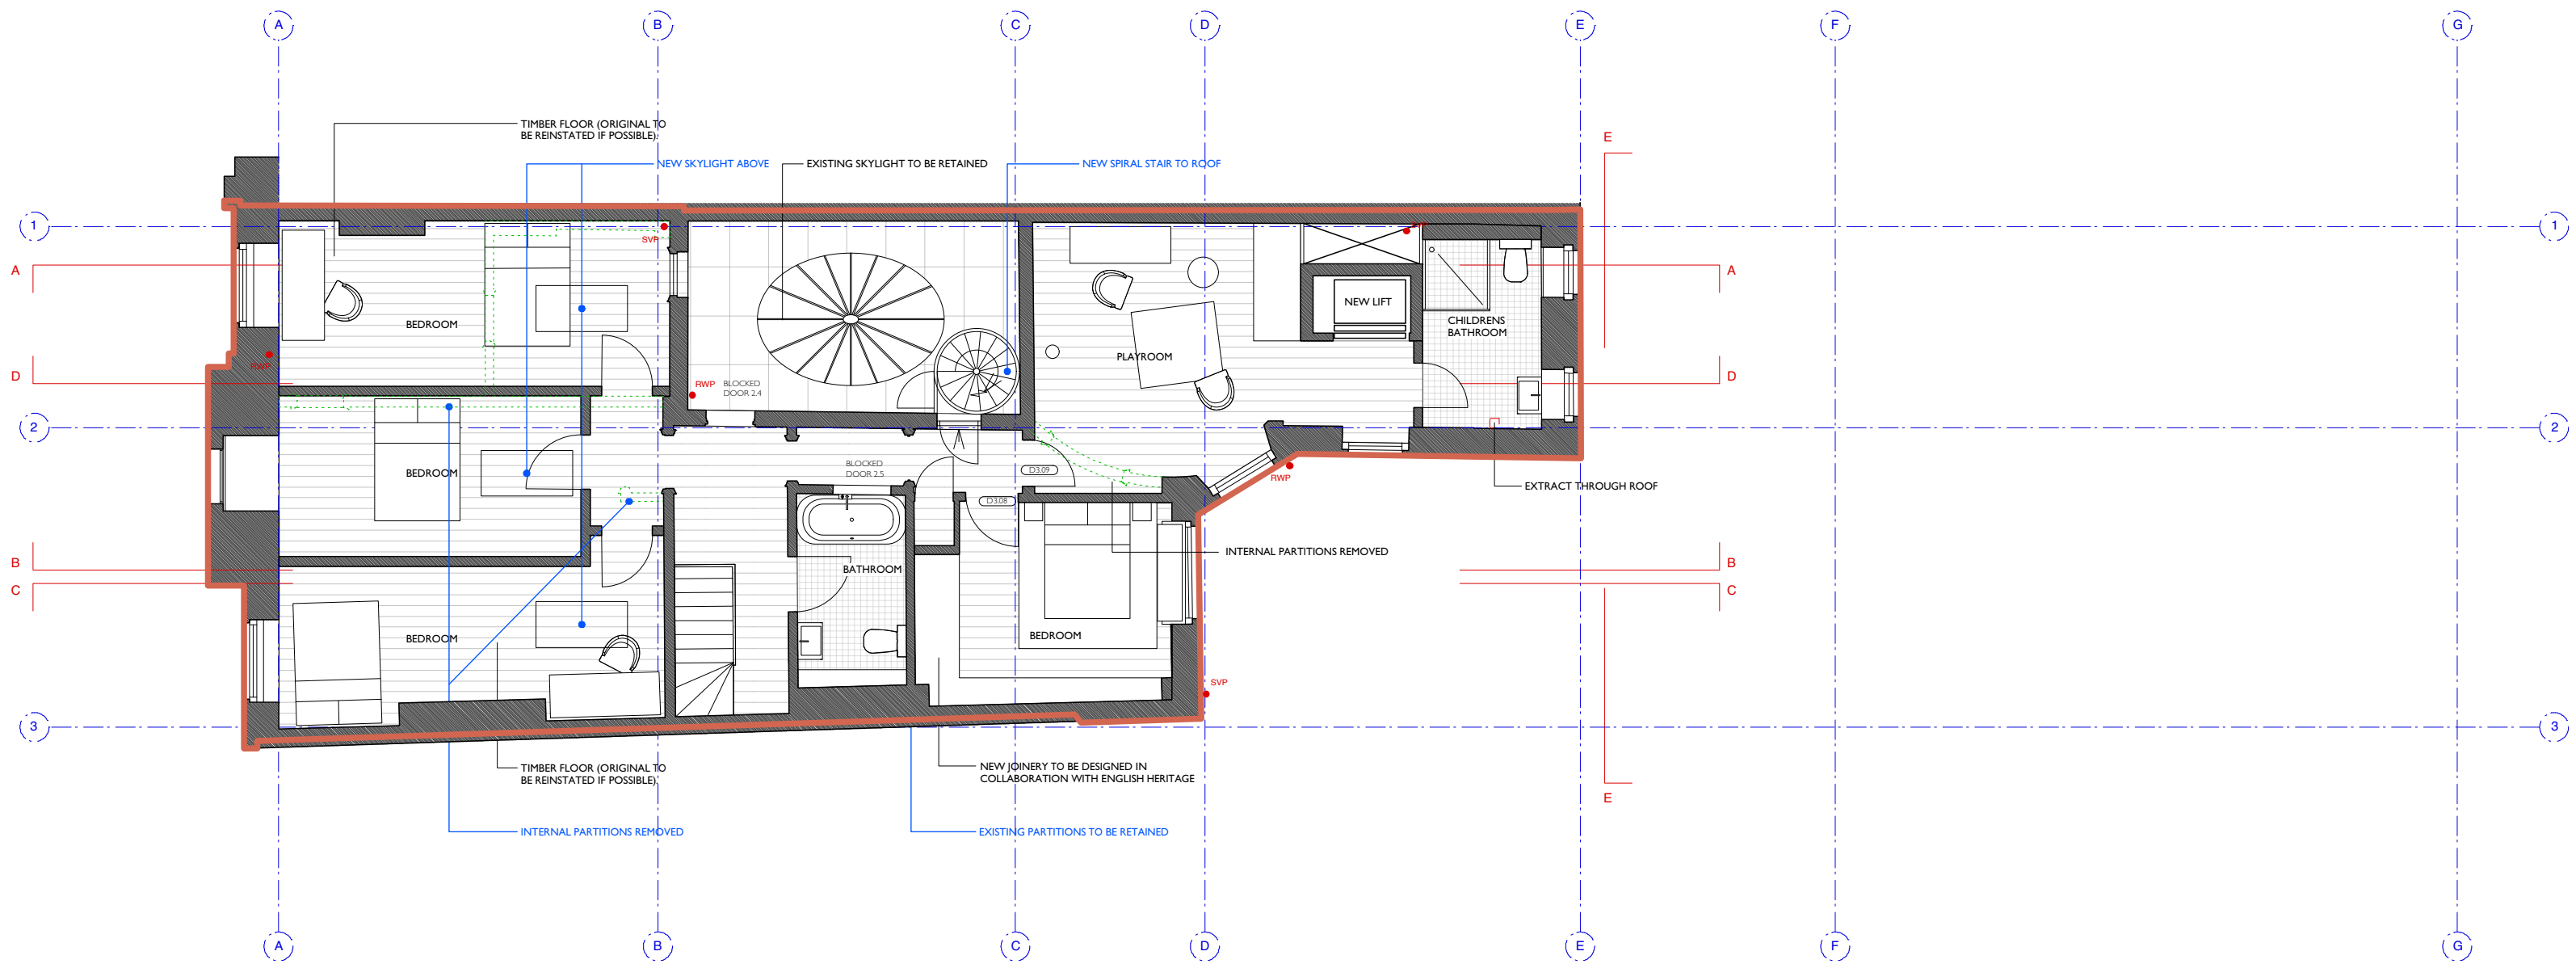 A
B
C
D
E
F
G
E
TIMBER FLOOR (ORIGINAL TO
BE REINSTATED IF POSSIBLE)
NEW SKYLIGHT ABOVE
EXISTING SKYLIGHT TO BE RETAINED
NEW SPIRAL STAIR TO ROOF
1
1
SVP
A
A
NEW LIFT
CHILDRENS
BATHROOM
BEDROOM
PLAYROOM
RWP
D
D
RWP
BLOCKED
DOOR 2.4
2
2
BEDROOM
BLOCKED
DOOR 2.5
D3.09
RWP
EXTRACT THROUGH ROOF
D3.08
INTERNAL PARTITIONS REMOVED
B
B
BATHROOM
C
C
BEDROOM
BEDROOM
SVP
3
3
TIMBER FLOOR (ORIGINAL TO
BE REINSTATED IF POSSIBLE)
NEW JOINERY TO BE DESIGNED IN
COLLABORATION WITH ENGLISH HERITAGE
E
INTERNAL PARTITIONS REMOVED
EXISTING PARTITIONS TO BE RETAINED
A
B
C
D
E
F
G